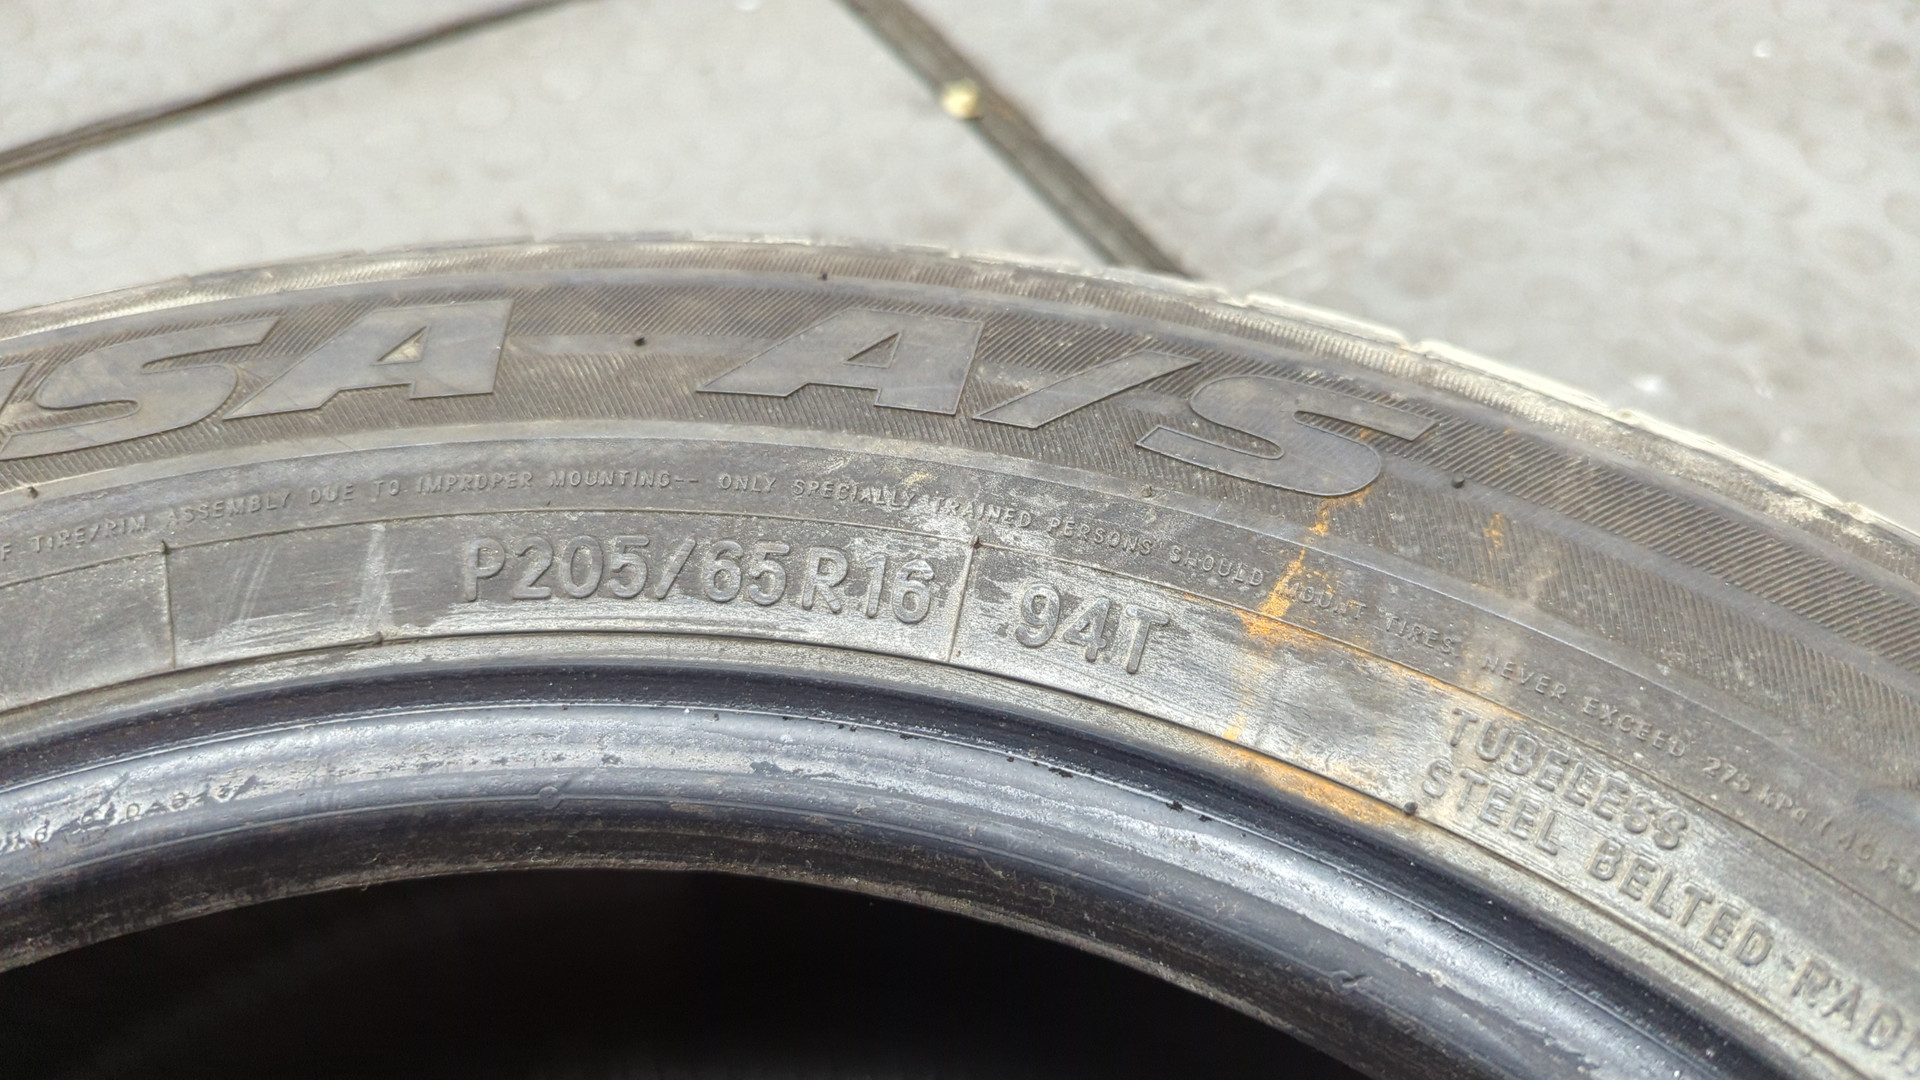 SA A/S
F TIRE/RIM ASSEMBLY DUE TO IMPROPER MOUNTING-- ONLY SPECIALLY TRAINED PERSONS SHOULD MOUNT TIRES. NEVER EXCEED 275 kPa (
P205/65R16 94T
TUBELESS
STEEL BELTED-RADI